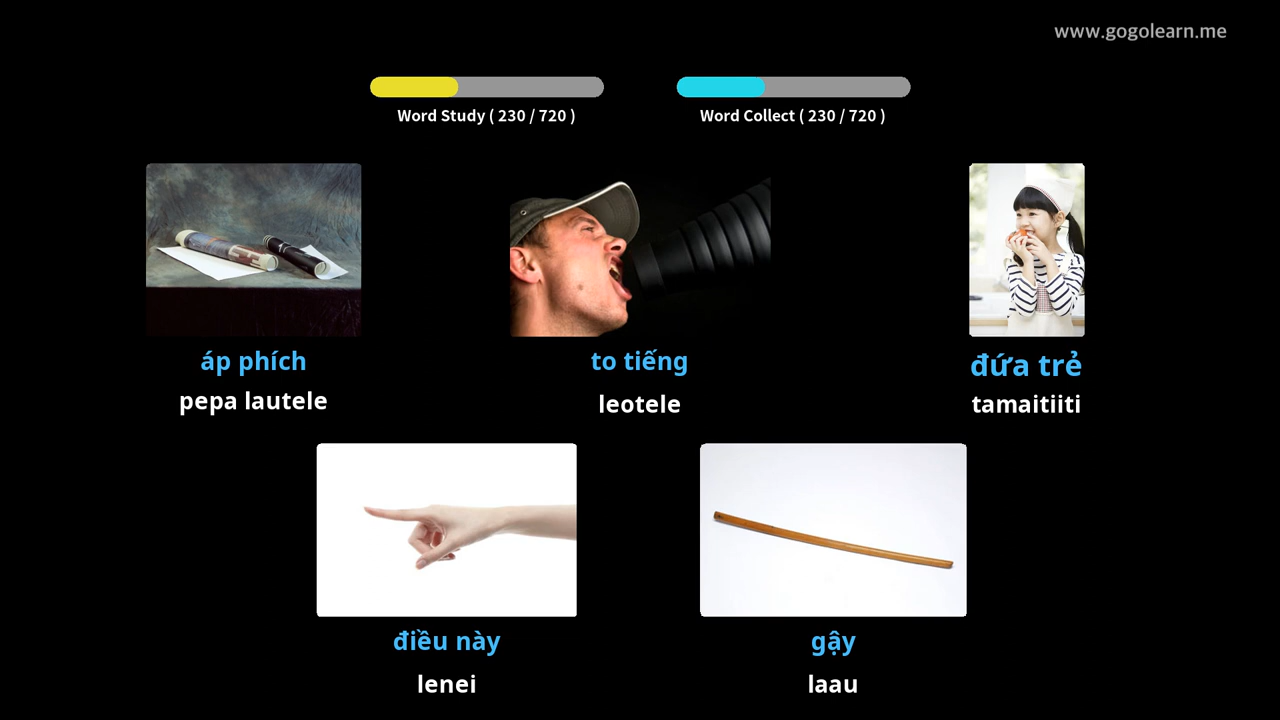 www.gogolearn.me
Word Study ( 230 / 720 )
Word Collect ( 230 / 720 )
áp phích
pepa lautele
to tiếng
leotele
đứa trẻ
tamaitiiti
điều này
lenei
gậy
laau